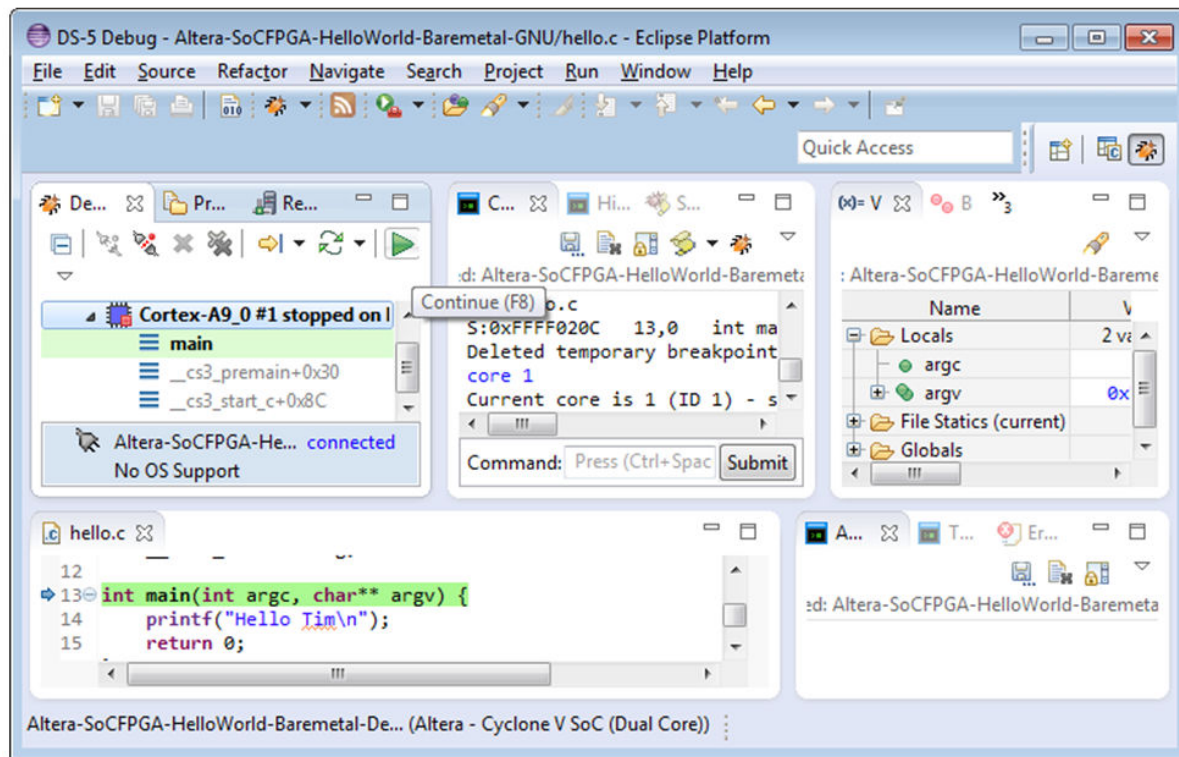 DS-5 Debug - Altera-SoCFPGA-HelloWorld-Baremetal-GNU/hello.c - Eclipse Platform
File Edit Source Refactor Navigate Search Project Run Window Help
010
Quick Access
De... Pr... Re...
Cortex-A9_0 #1 stopped on
main
__cs3_premain+0x30
__cs3_start_c+0x8C
Altera-SoCFPGA-He... connected
No OS Support
Continue (F8)
C... Hi... S...
:d: Altera-SoCFPGA-HelloWorld-Baremeta
o.c
S:0xFFFF020C 13,0 int ma
Deleted temporary breakpoint
core 1
Current core is 1 (ID 1) - s
Command: Press (Ctrl+Spac Submit
(x)= V B »3
: Altera-SoCFPGA-HelloWorld-Bareme
Name V
Locals 2 va
argc
argv 0x
File Statics (current)
Globals
hello.c
12
13 int main(int argc, char** argv) {
14 printf("Hello Tim\n");
15 return 0;
A... T... Er...
ed: Altera-SoCFPGA-HelloWorld-Baremeta
Altera-SoCFPGA-HelloWorld-Baremetal-De... (Altera - Cyclone V SoC (Dual Core))